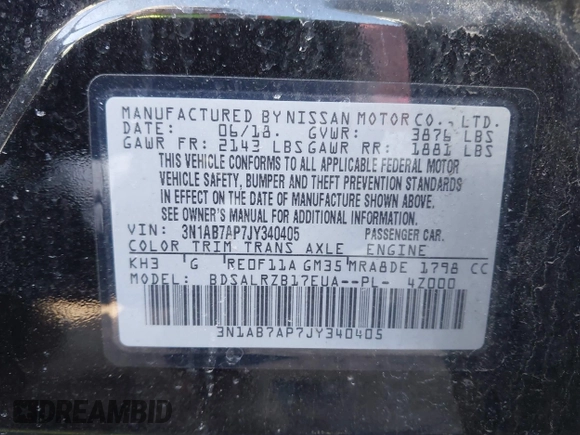 MANUFACTURED BY NISSAN MOTOR CO., LTD.
DATE: 06/18. GVWR: 3876 LBS
GAWR FR: 2143 LBS GAWR RR: 1881 LBS
THIS VEHICLE CONFORMS TO ALL APPLICABLE FEDERAL MOTOR
VEHICLE SAFETY, BUMPER AND THEFT PREVENTION STANDARDS
IN EFFECT ON THE DATE OF MANUFACTURE SHOWN ABOVE.
SEE OWNER'S MANUAL FOR ADDITIONAL INFORMATION.
VIN: 3N1AB7AP7JY340405 PASSENGER CAR.
COLOR TRIM TRANS AXLE ENGINE
KH3 G RE0F11A GM35 MRA8DE 1798 CC
MODEL: BDSALRZB17EUA--PL- 4Z000
3N1AB7AP7JY340405
DREAMBID